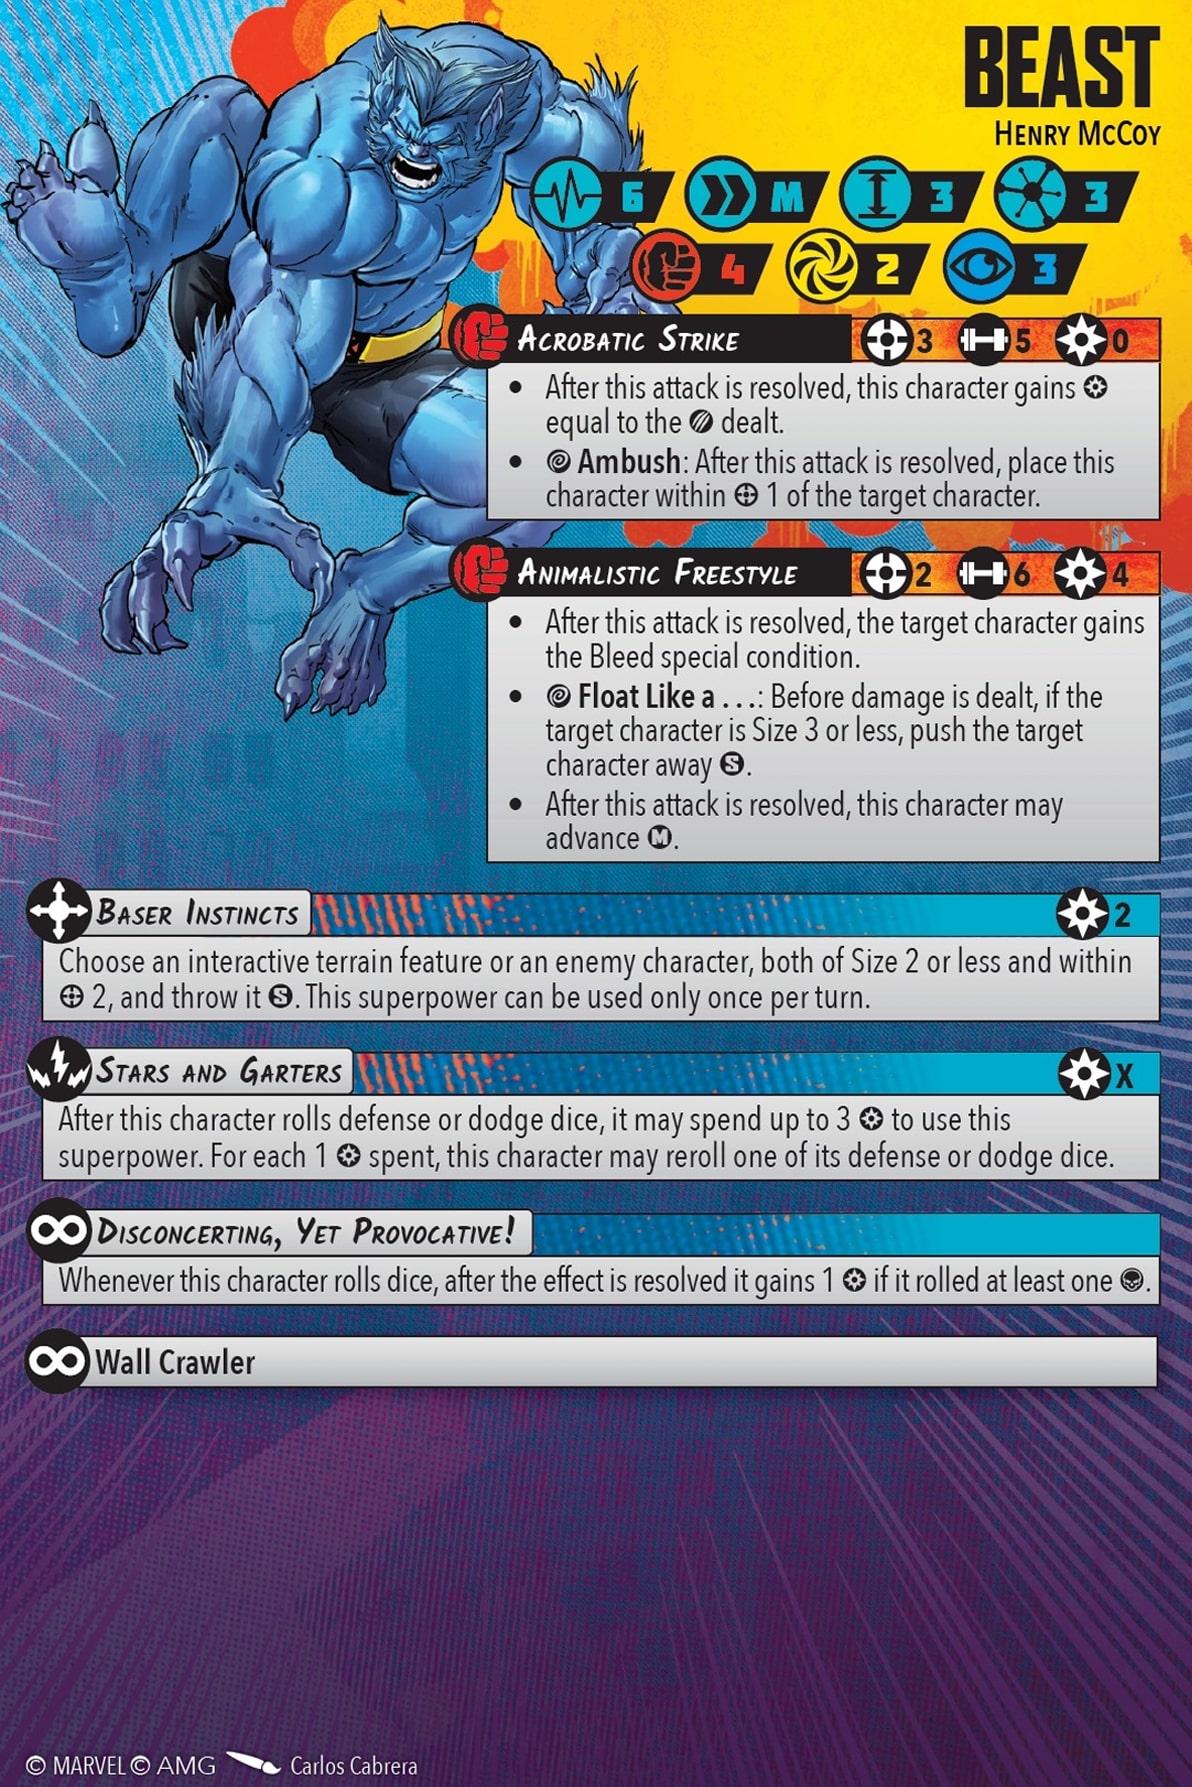 BEAST
Henry McCoy
6 M 3 3
4 2 3
Acrobatic Strike 3 5 0
• After this attack is resolved, this character gains
equal to the dealt.
• Ambush: After this attack is resolved, place this
character within 1 of the target character.
Animalistic Freestyle 2 6 4
• After this attack is resolved, the target character gains
the Bleed special condition.
• Float Like a . . .: Before damage is dealt, if the
target character is Size 3 or less, push the target
character away S.
• After this attack is resolved, this character may
advance M.
Baser Instincts 2
Choose an interactive terrain feature or an enemy character, both of Size 2 or less and within
2, and throw it S. This superpower can be used only once per turn.
Stars and Garters X
After this character rolls defense or dodge dice, it may spend up to 3 to use this
superpower. For each 1 spent, this character may reroll one of its defense or dodge dice.
Disconcerting, Yet Provocative!
Whenever this character rolls dice, after the effect is resolved it gains 1 if it rolled at least one .
Wall Crawler
© MARVEL © AMG Carlos Cabrera